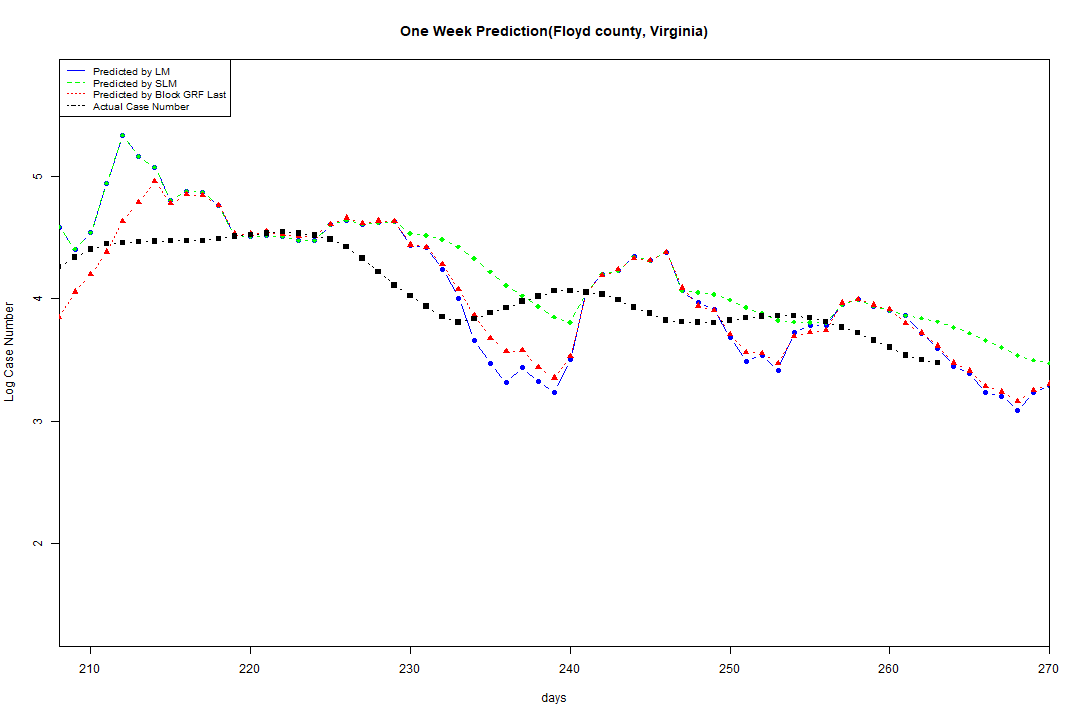 One Week Prediction(Floyd county, Virginia)
Predicted by LM
Predicted by SLM
Predicted by Block GRF Last
Actual Case Number
Log Case Number
5
4
3
2
210 220 230 240 250 260 270
days